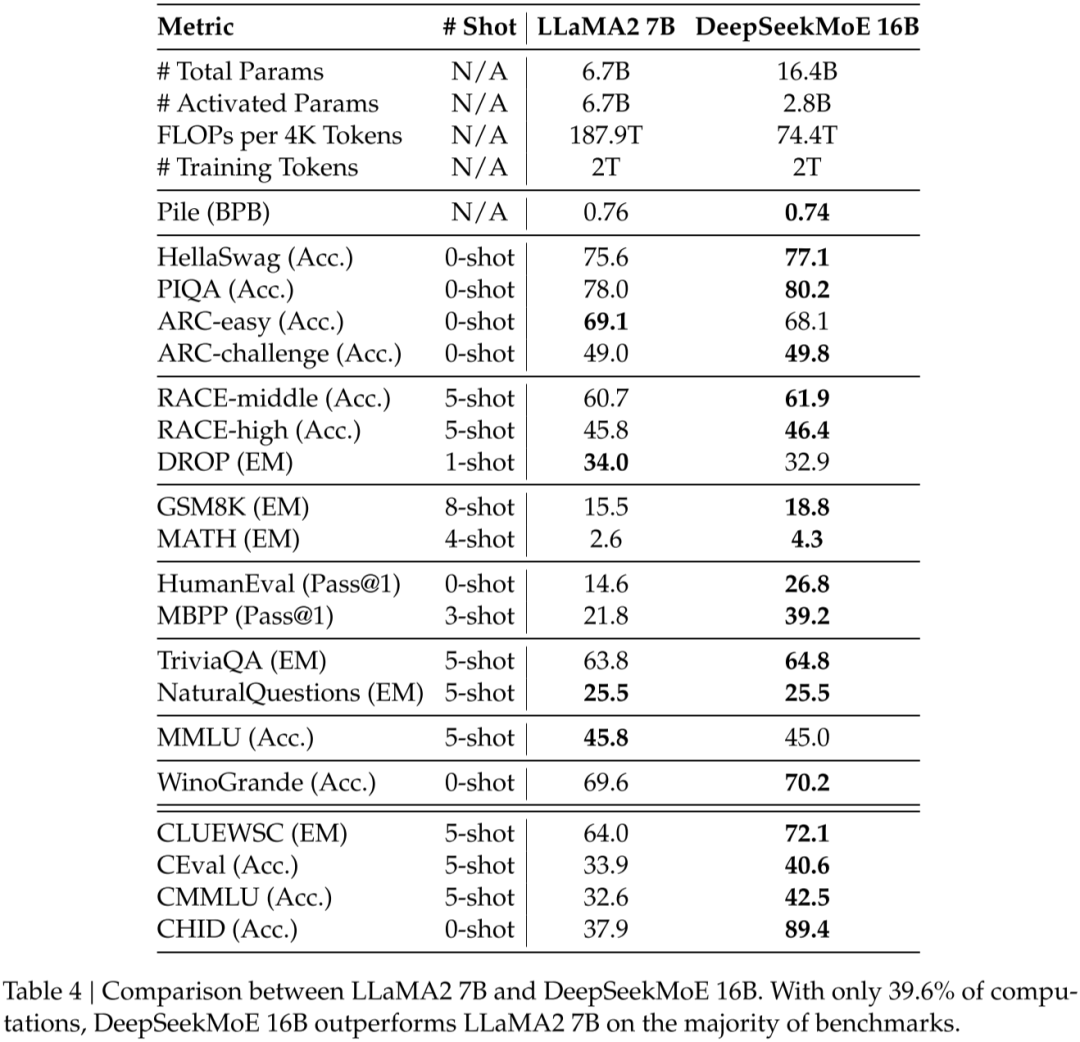 Metric # Shot LLaMA2 7B DeepSeekMoE 16B
# Total Params N/A 6.7B 16.4B
# Activated Params N/A 6.7B 2.8B
FLOPs per 4K Tokens N/A 187.9T 74.4T
# Training Tokens N/A 2T 2T
Pile (BPB) N/A 0.76 0.74
HellaSwag (Acc.) 0-shot 75.6 77.1
PIQA (Acc.) 0-shot 78.0 80.2
ARC-easy (Acc.) 0-shot 69.1 68.1
ARC-challenge (Acc.) 0-shot 49.0 49.8
RACE-middle (Acc.) 5-shot 60.7 61.9
RACE-high (Acc.) 5-shot 45.8 46.4
DROP (EM) 1-shot 34.0 32.9
GSM8K (EM) 8-shot 15.5 18.8
MATH (EM) 4-shot 2.6 4.3
HumanEval (Pass@1) 0-shot 14.6 26.8
MBPP (Pass@1) 3-shot 21.8 39.2
TriviaQA (EM) 5-shot 63.8 64.8
NaturalQuestions (EM) 5-shot 25.5 25.5
MMLU (Acc.) 5-shot 45.8 45.0
WinoGrande (Acc.) 0-shot 69.6 70.2
CLUEWSC (EM) 5-shot 64.0 72.1
CEval (Acc.) 5-shot 33.9 40.6
CMMLU (Acc.) 5-shot 32.6 42.5
CHID (Acc.) 0-shot 37.9 89.4
Table 4 | Comparison between LLaMA2 7B and DeepSeekMoE 16B. With only 39.6% of compu-
tations, DeepSeekMoE 16B outperforms LLaMA2 7B on the majority of benchmarks.